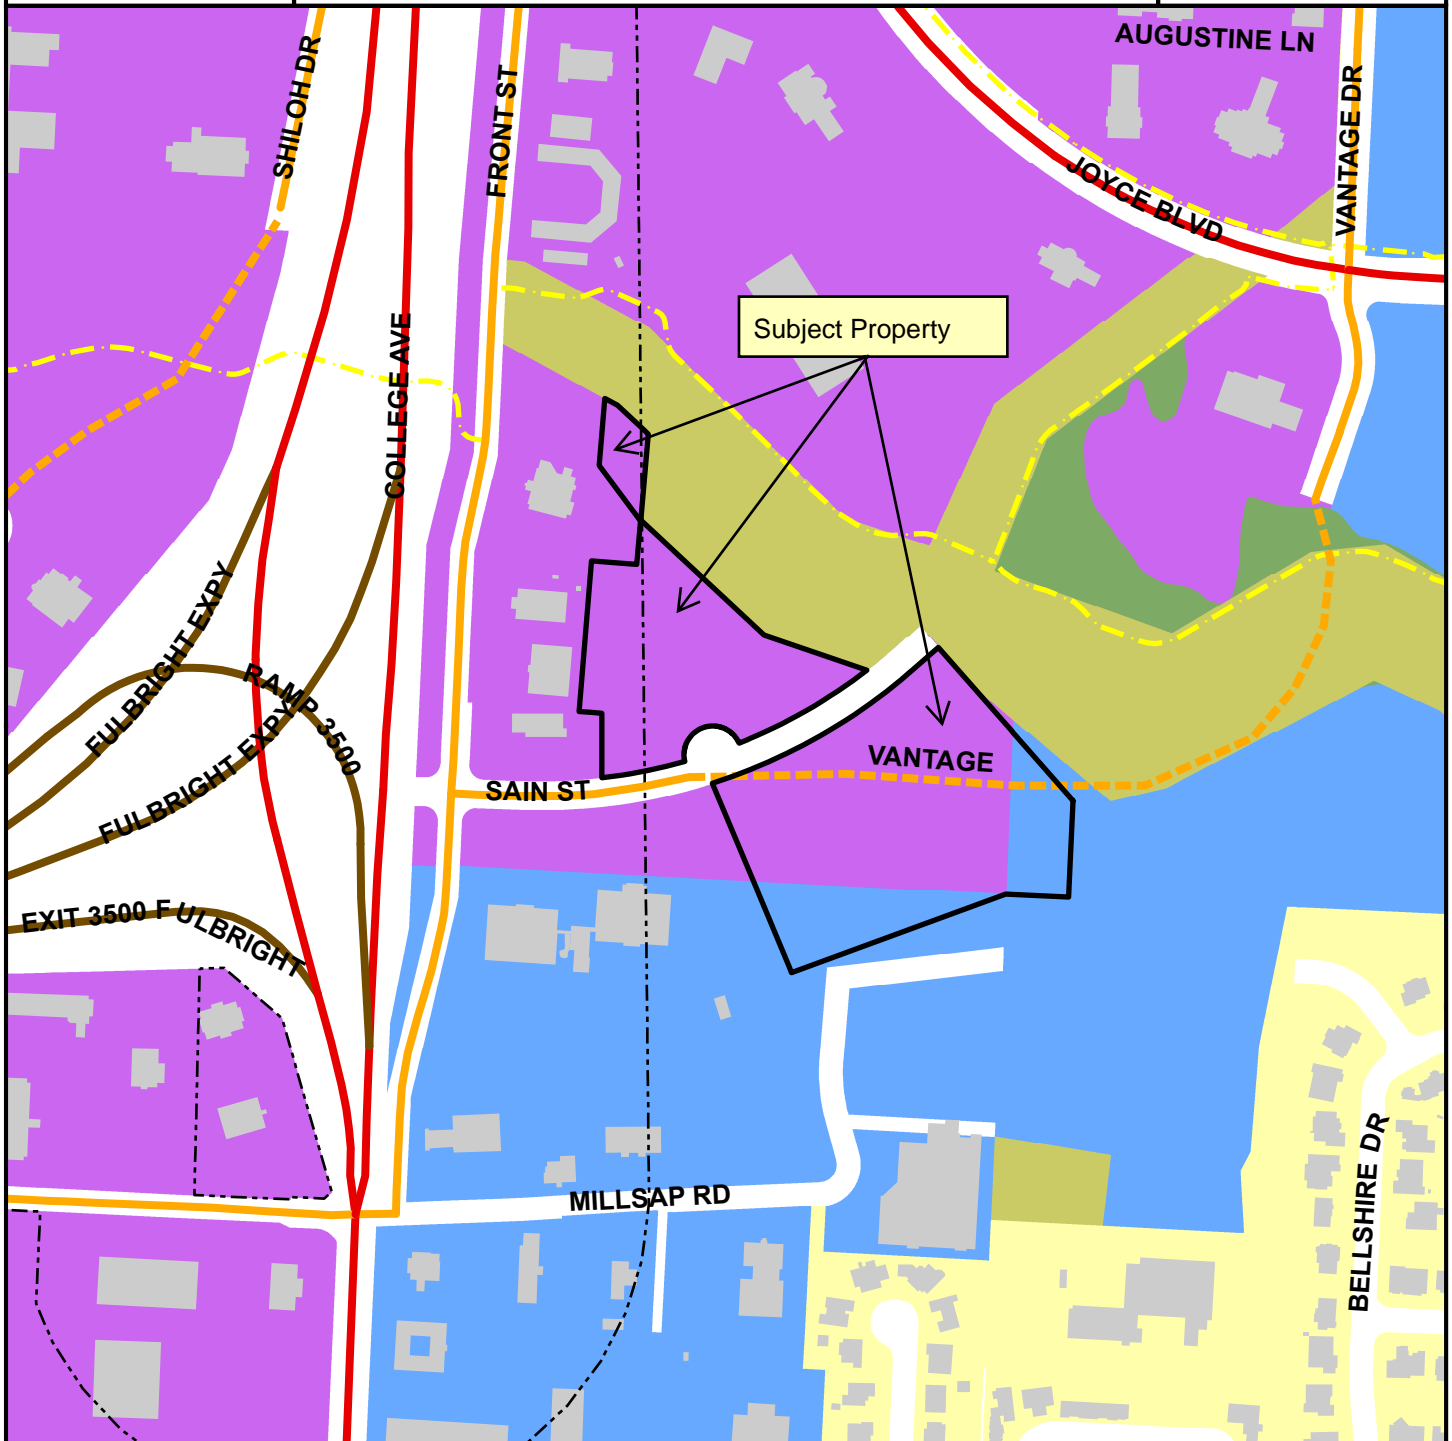 AUGUSTINE LN
SHILOH DR
FRONT ST
VANTAGE DR
JOYCE BLVD
Subject Property
COLLEGE AVE
FULBRIGHT EXPY
RAMP 3500
FULBRIGHT EXPY
VANTAGE
SAIN ST
EXIT 3500 FULBRIGHT
MILLSAP RD
BELLSHIRE DR